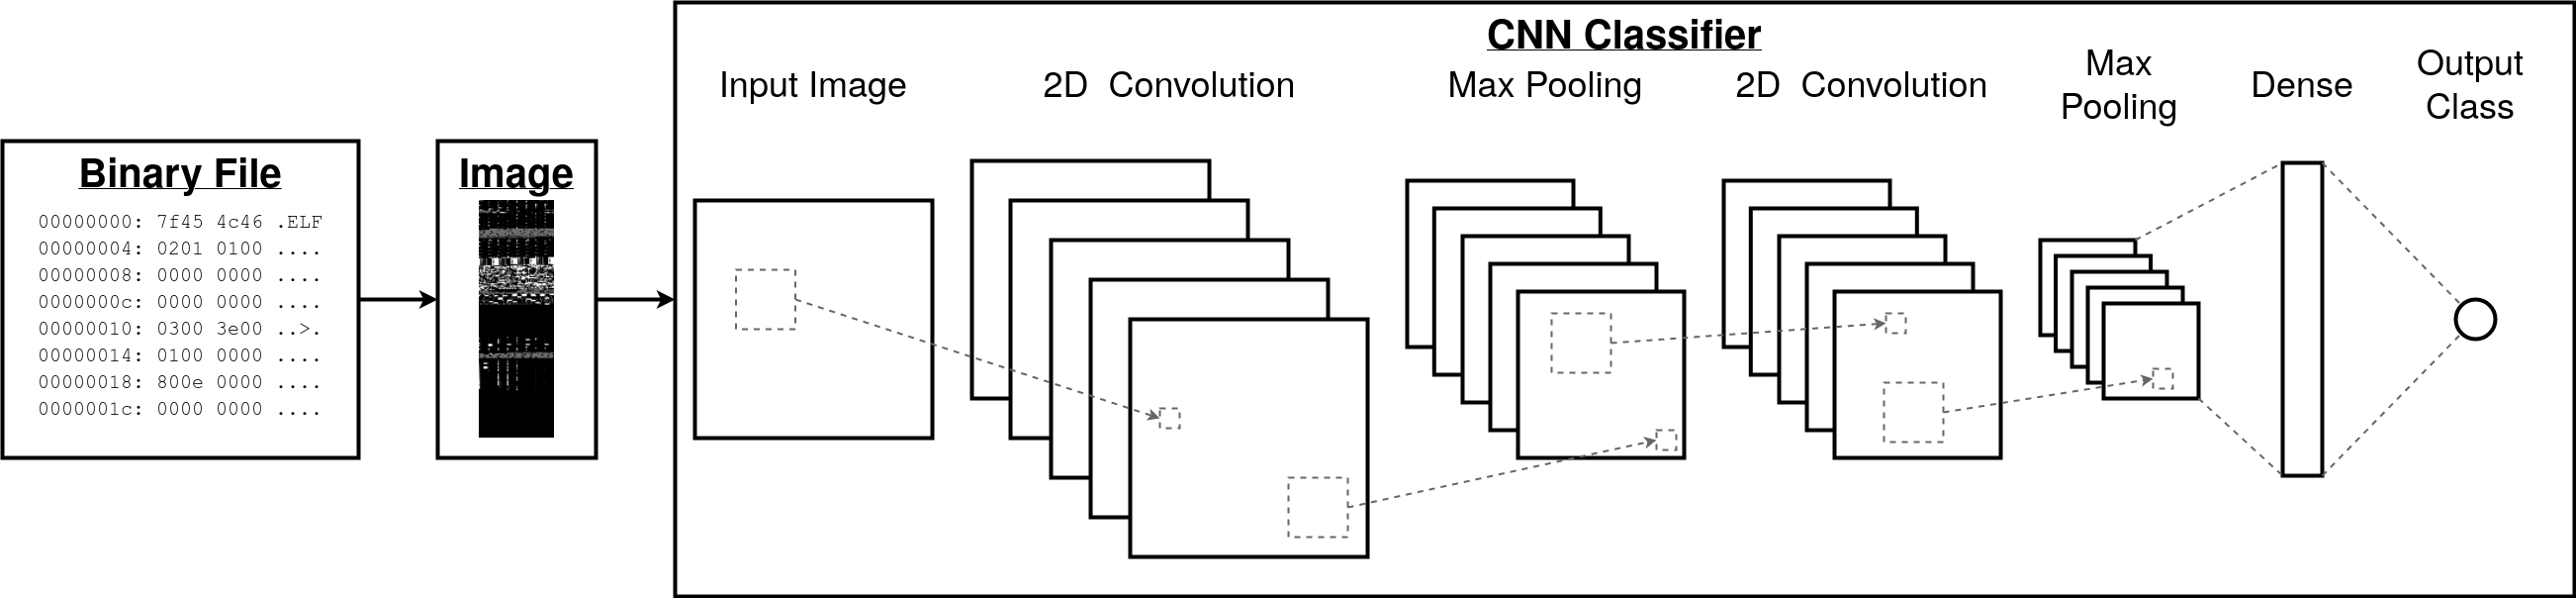 CNN Classifier
Input Image
2D Convolution
Max Pooling
2D Convolution
Max
Pooling
Dense
Output
Class
Binary File
00000000: 7f45 4c46 .ELF
00000004: 0201 0100 ....
00000008: 0000 0000 ....
0000000c: 0000 0000 ....
00000010: 0300 3e00 ..>.
00000014: 0100 0000 ....
00000018: 800e 0000 ....
0000001c: 0000 0000 ....
Image